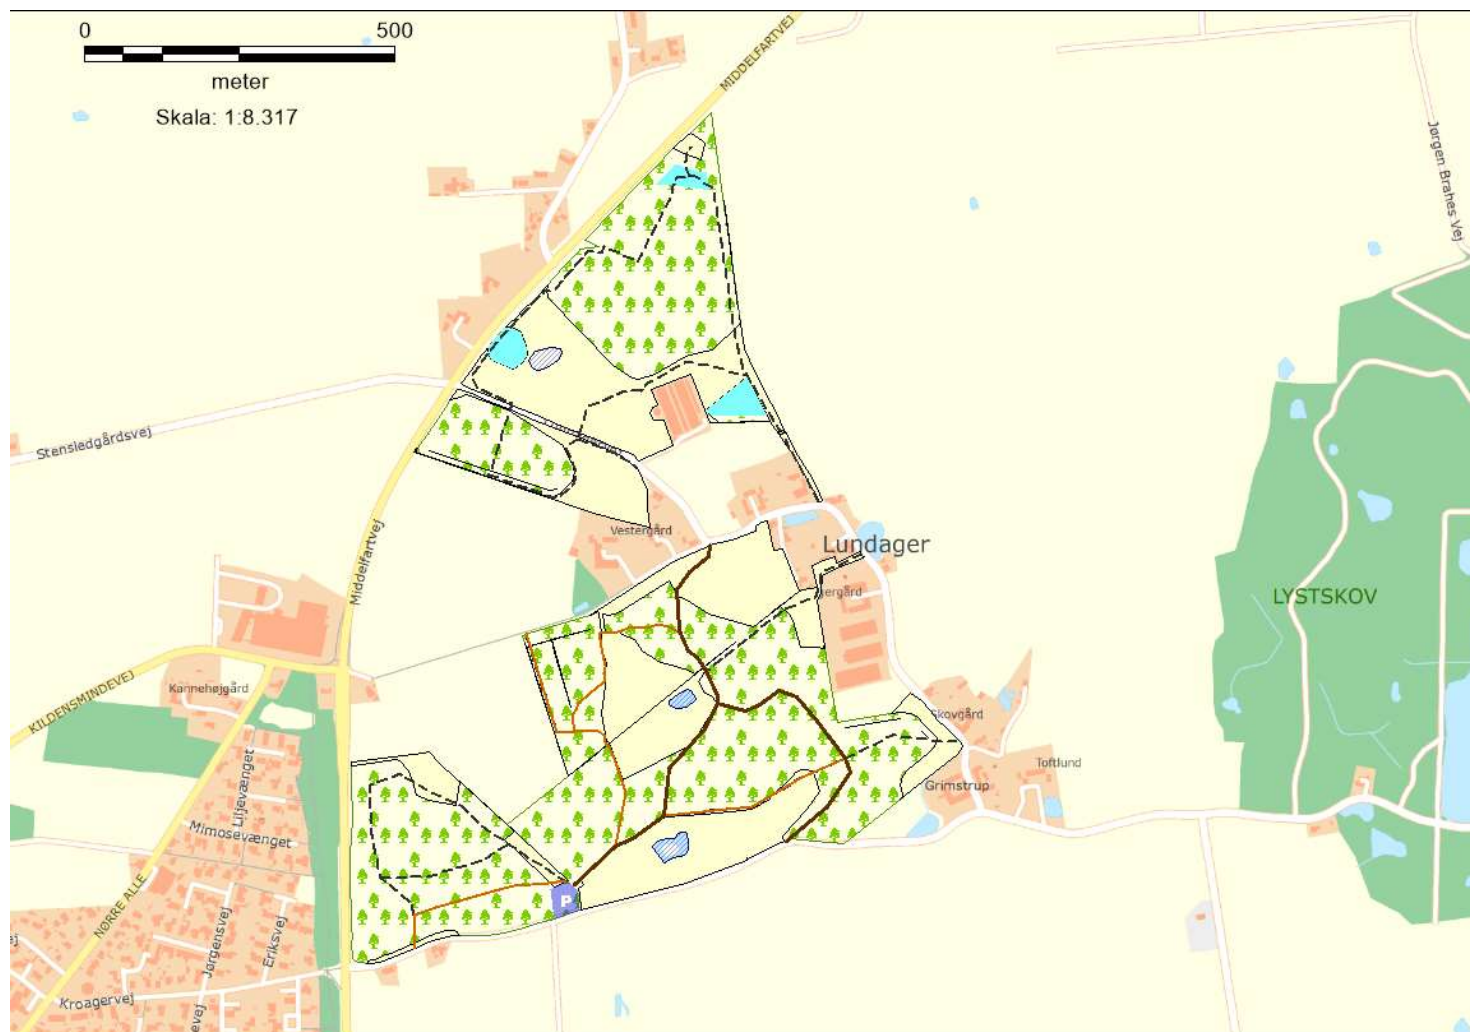 0 500
meter
Skala: 1:8.317
MIDDELFARTVEJ
Jørgen Brahes Vej
Stensledgårdsvej
Vestergård
Lundager
Middelfartvej
LYSTSKOV
Kannehøjgård
KILDENSMINDEVEJ
Skovgård
Toftlund
Grimstrup
Liljevænget
Mimosevænget
P
NØRRE ALLE
Jørgensvej
Eriksvej
Kroagervej